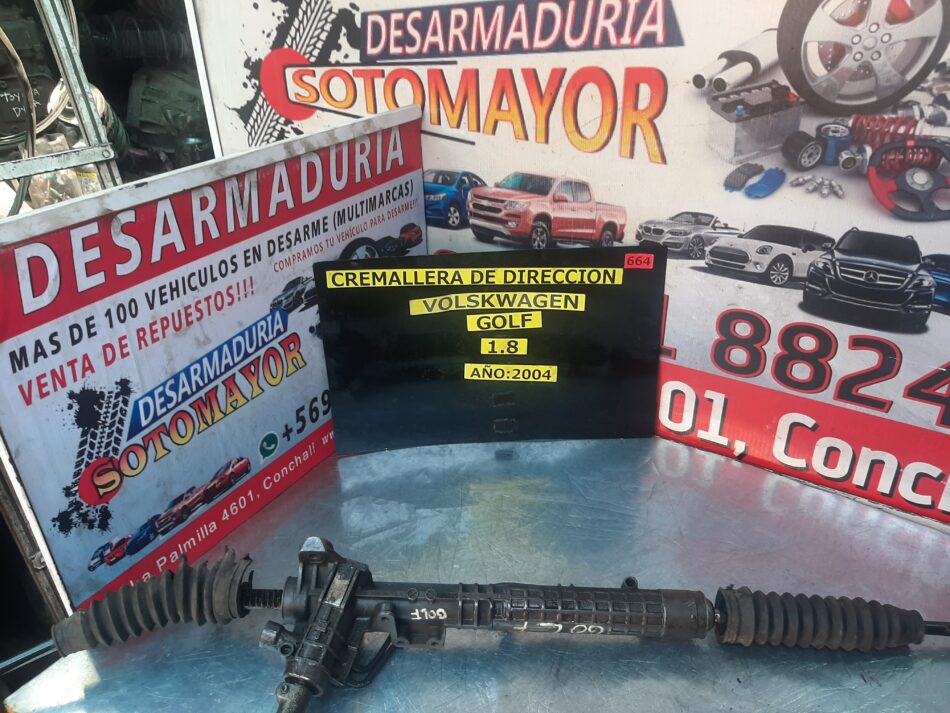 DESARMADURIA
SOTOMAYOR
DESARMADURIA
MAS DE 100 VEHICULOS EN DESARME (MULTIMARCAS)
COMPRAMOS TU VEHÍCULO PARA DESARME!!!
VENTA DE REPUESTOS!!!
DESARMADURIA
SOTOMAYOR
+569
La Palmilla 4601, Conchalí
664
CREMALLERA DE DIRECCION
VOLSKWAGEN
GOLF
1.8
AÑO:2004
8824
01, Conc
GOLF
GOLF